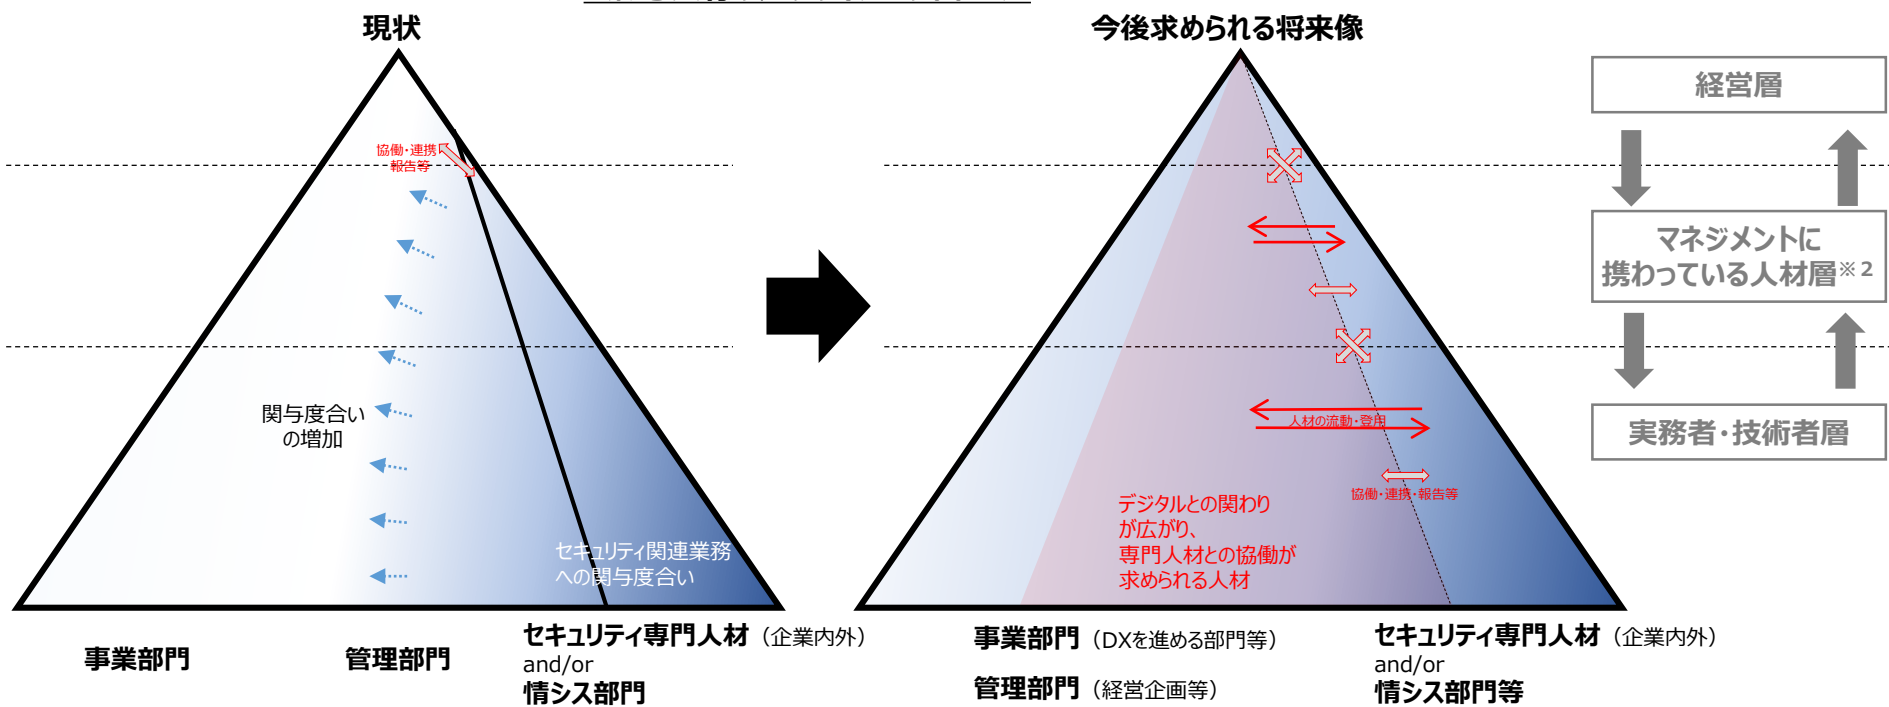 現状
今後求められる将来像
協働・連携
報告等
関与度合い
の増加
セキュリティ関連業務
への関与度合い
人材の流動・登用
協働・連携・報告等
デジタルとの関わり
が広がり、
専門人材との協働が
求められる人材
経営層
マネジメントに
携わっている人材層※2
実務者・技術者層
事業部門
管理部門
セキュリティ専門人材（企業内外）
and/or
情シス部門
事業部門（DXを進める部門等）
管理部門（経営企画等）
セキュリティ専門人材（企業内外）
and/or
情シス部門等